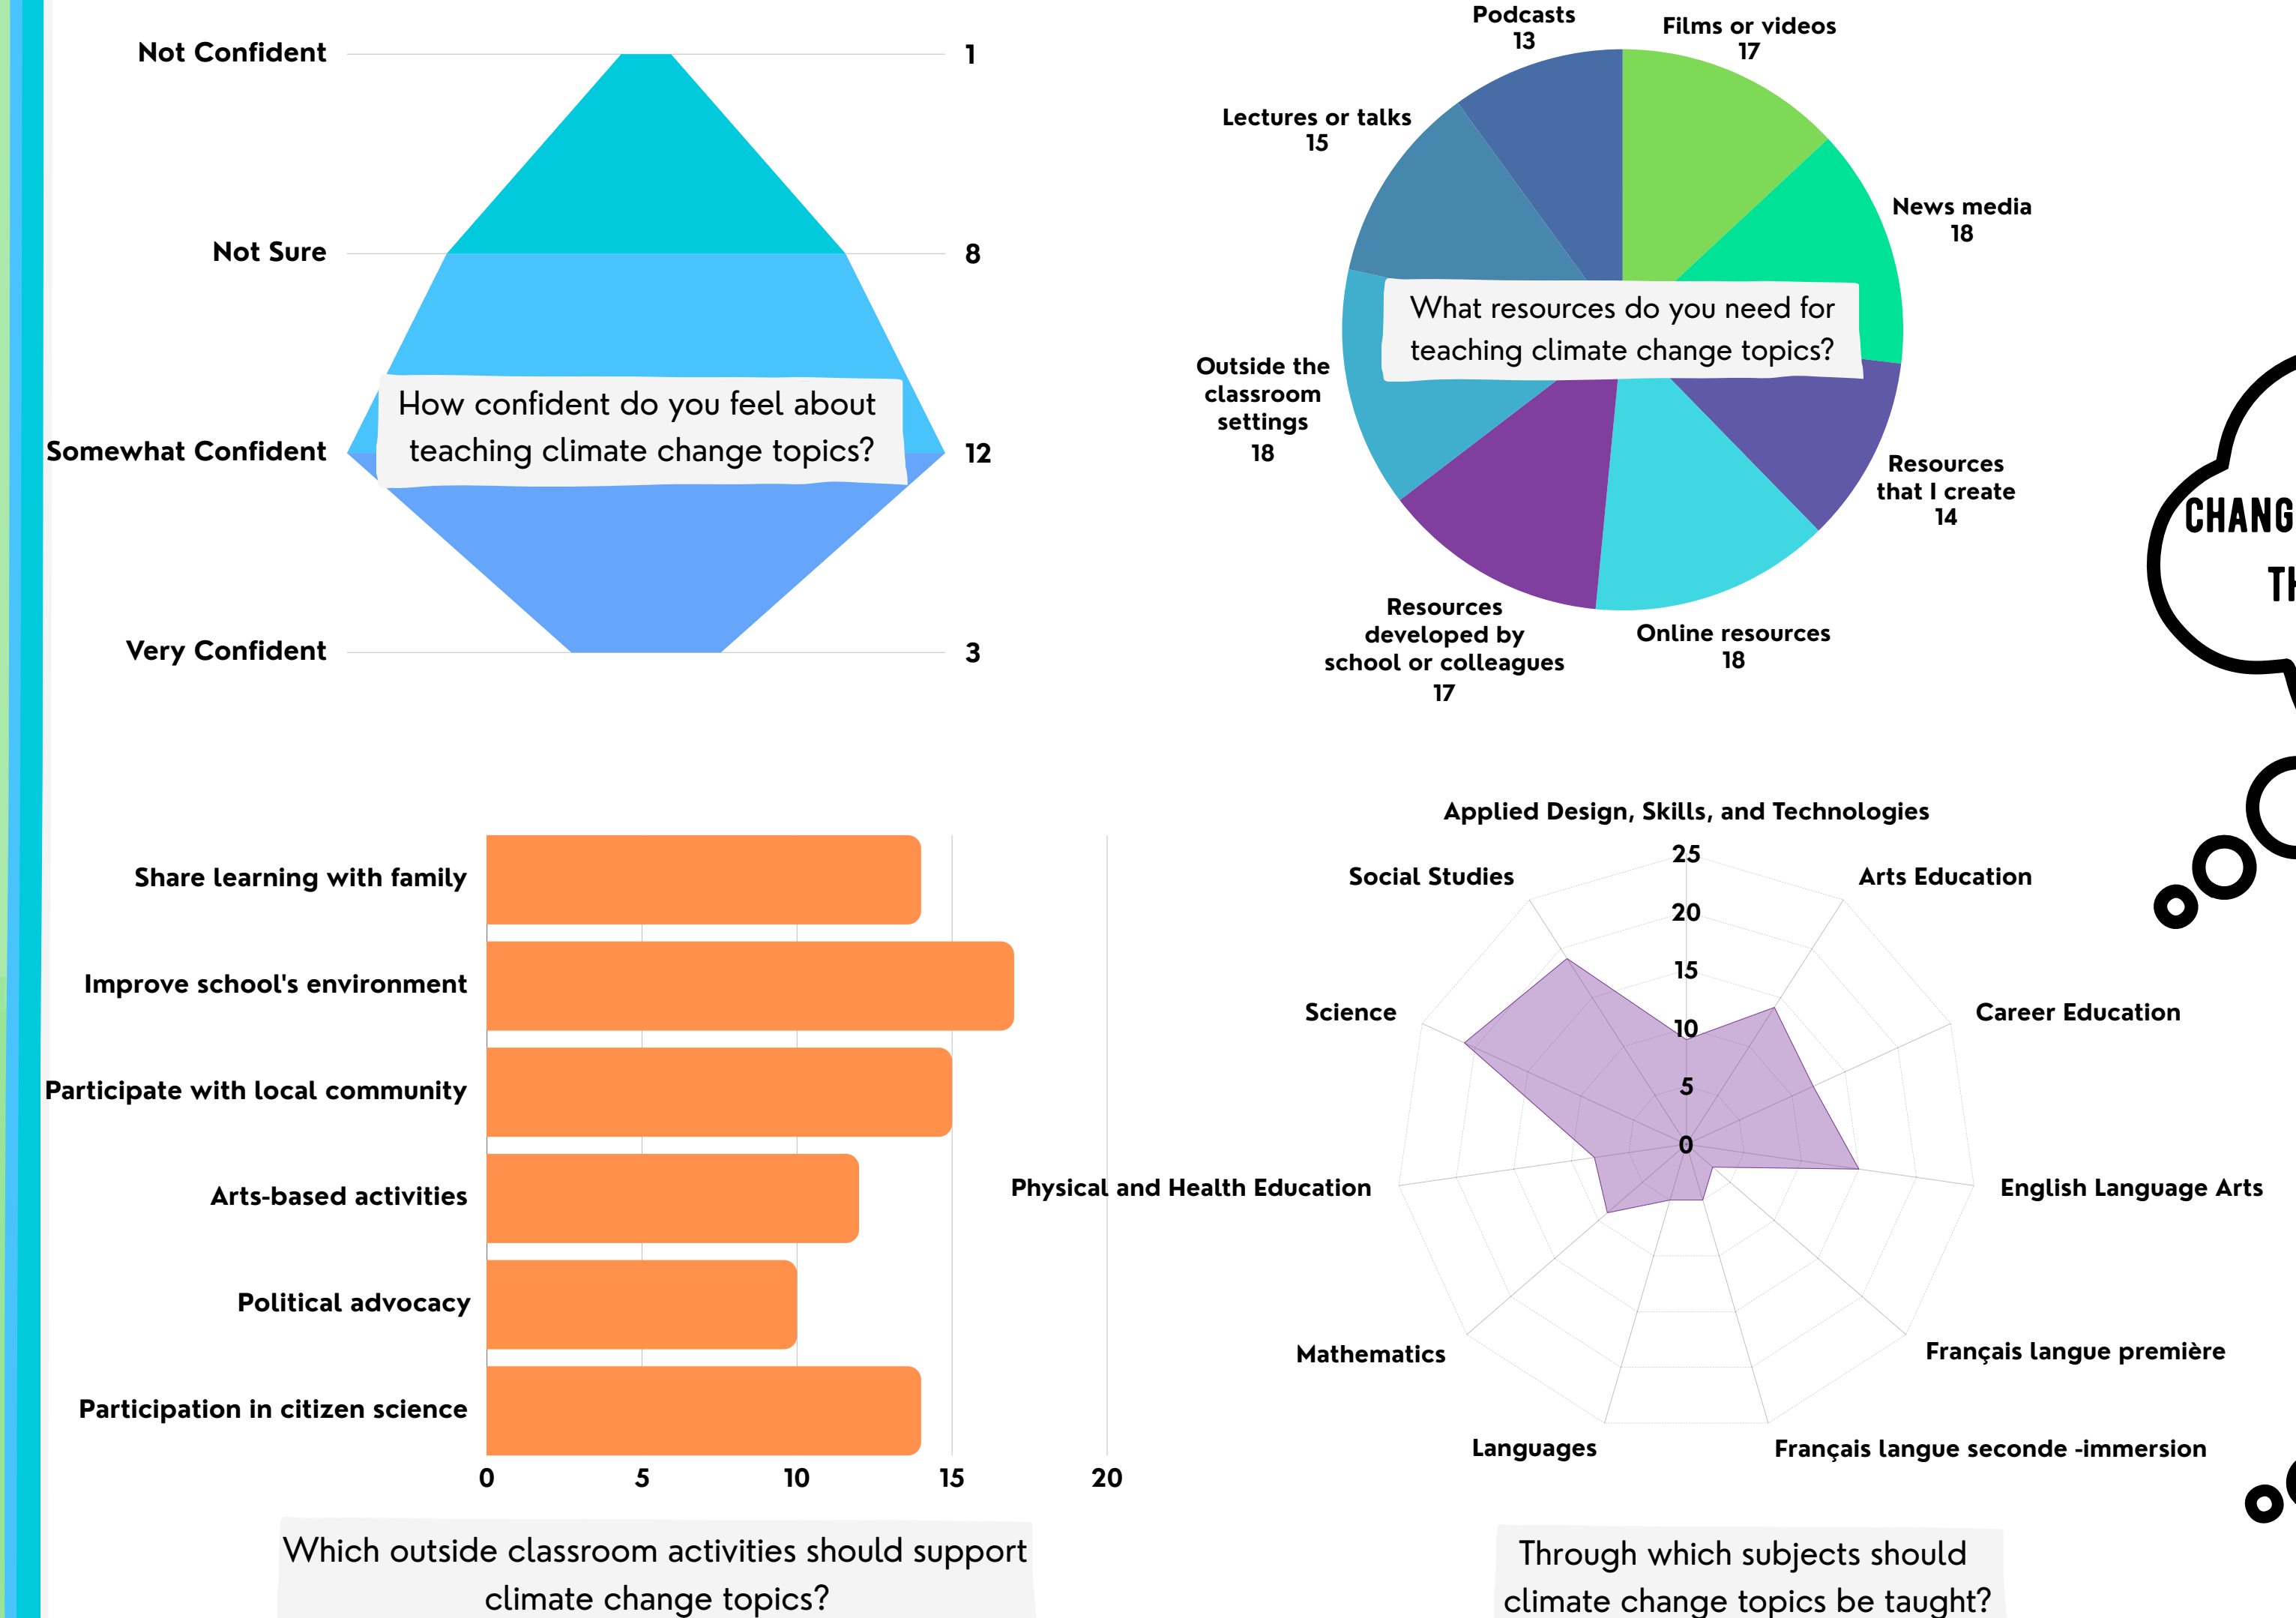 Not Confident
1
Not Sure
8
Somewhat Confident
12
Very Confident
3
How confident do you feel about
teaching climate change topics?
Podcasts
13
Films or videos
17
Lectures or talks
15
News media
18
What resources do you need for
teaching climate change topics?
Outside the
classroom
settings
18
Resources
that I create
14
Resources
developed by
school or colleagues
17
Online resources
18
CHANG
TH
Share learning with family
Improve school's environment
Participate with local community
Arts-based activities
Political advocacy
Participation in citizen science
0 5 10 15 20
Which outside classroom activities should support
climate change topics?
Applied Design, Skills, and Technologies
25
20
15
10
5
0
Social Studies
Arts Education
Science
Career Education
Physical and Health Education
English Language Arts
Mathematics
Français langue première
Languages
Français langue seconde -immersion
Through which subjects should
climate change topics be taught?